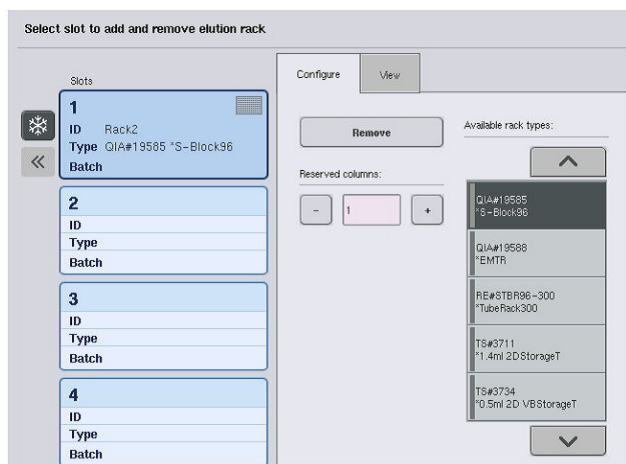 Select slot to add and remove elution rack
Slots
1
ID Rack2
Type QIA#19585 *S-Block96
Batch
2
ID
Type
Batch
3
ID
Type
Batch
4
ID
Type
Batch
Configure
View
Remove
Reserved columns:
-
1
+
Available rack types:
QIA#19585
*S-Block96
QIA#19588
*EMTR
RE#STBR96-300
*TubeRack300
TS#3711
*1.4ml 2DStorageT
TS#3734
*0.5ml 2D VBStorageT